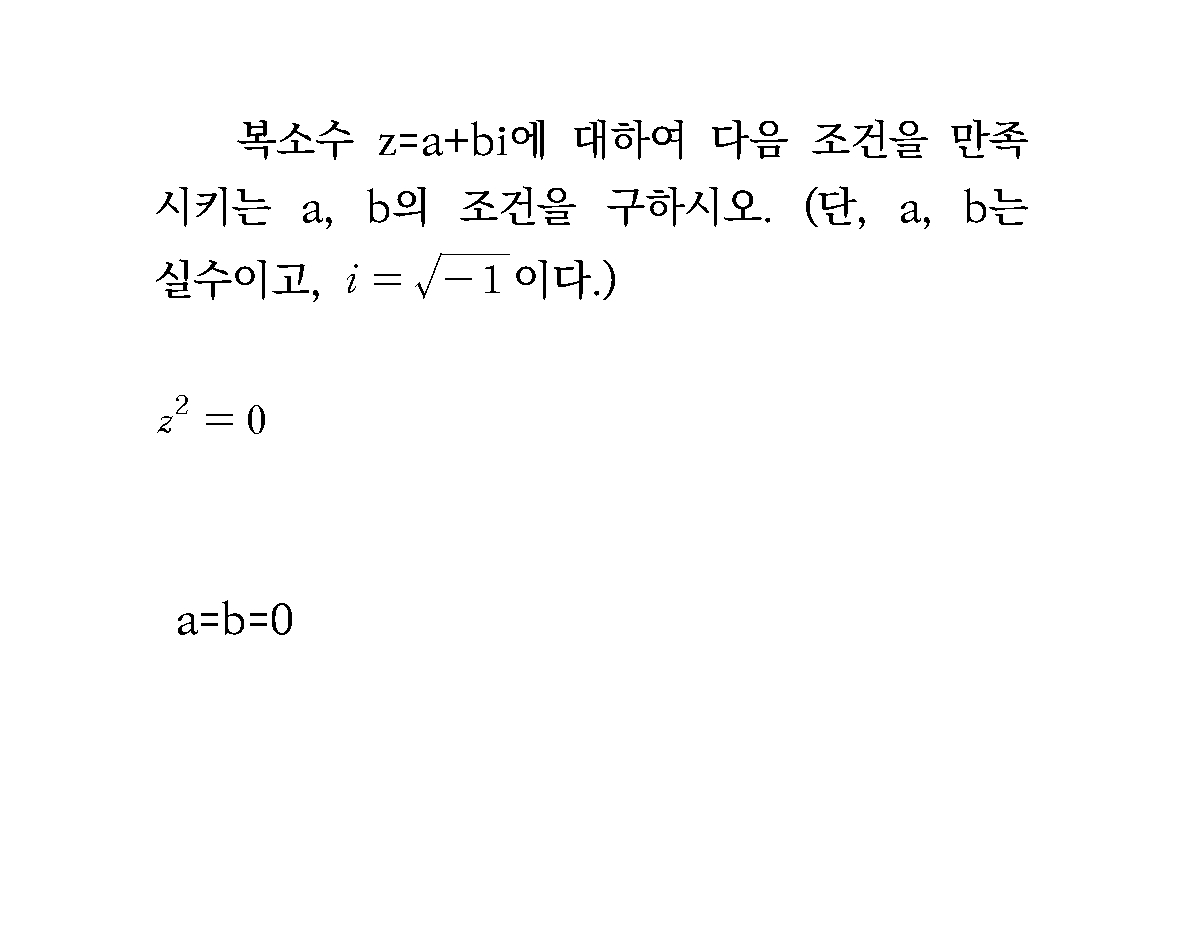 복소수 z=a+bi에 대하여 다음 조건을 만족
시키는 a, b의 조건을 구하시오. (단, a, b는
실수이고, i = √−1 이다.)
z² = 0
a=b=0